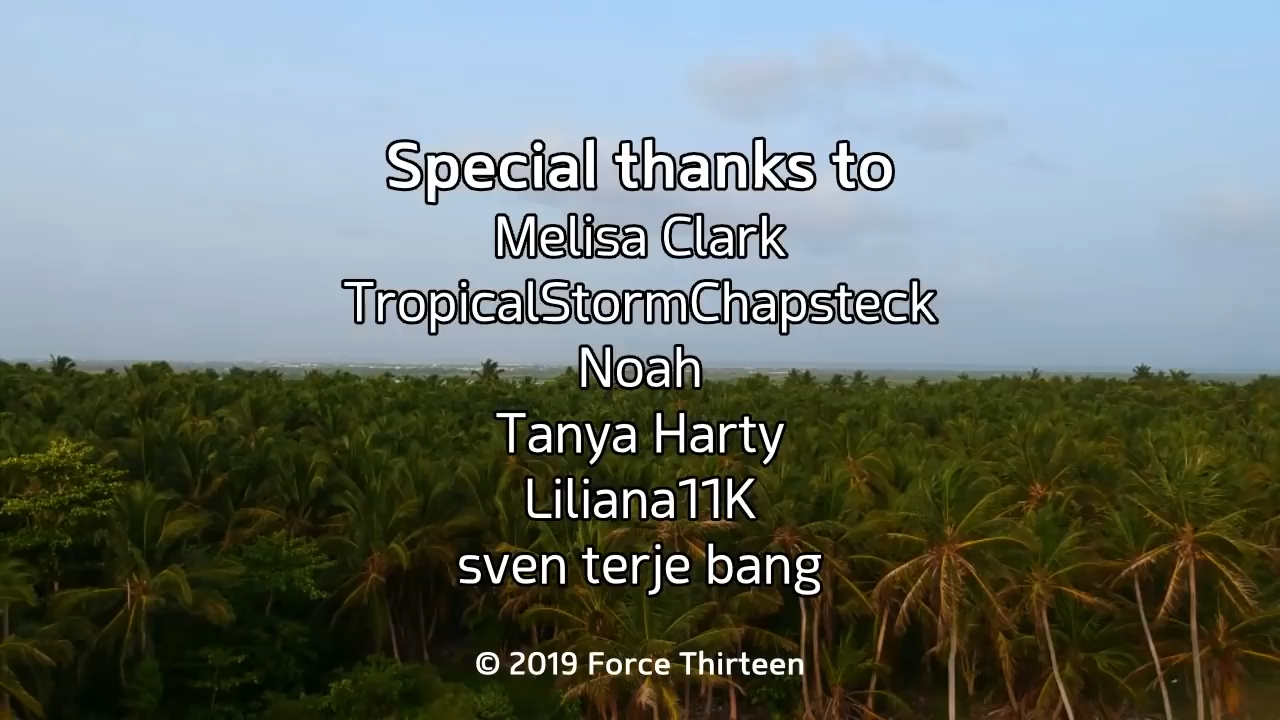 Special thanks to
Melisa Clark
TropicalStormChapsteck
Noah
Tanya Harty
Liliana11K
sven terje bang
© 2019 Force Thirteen